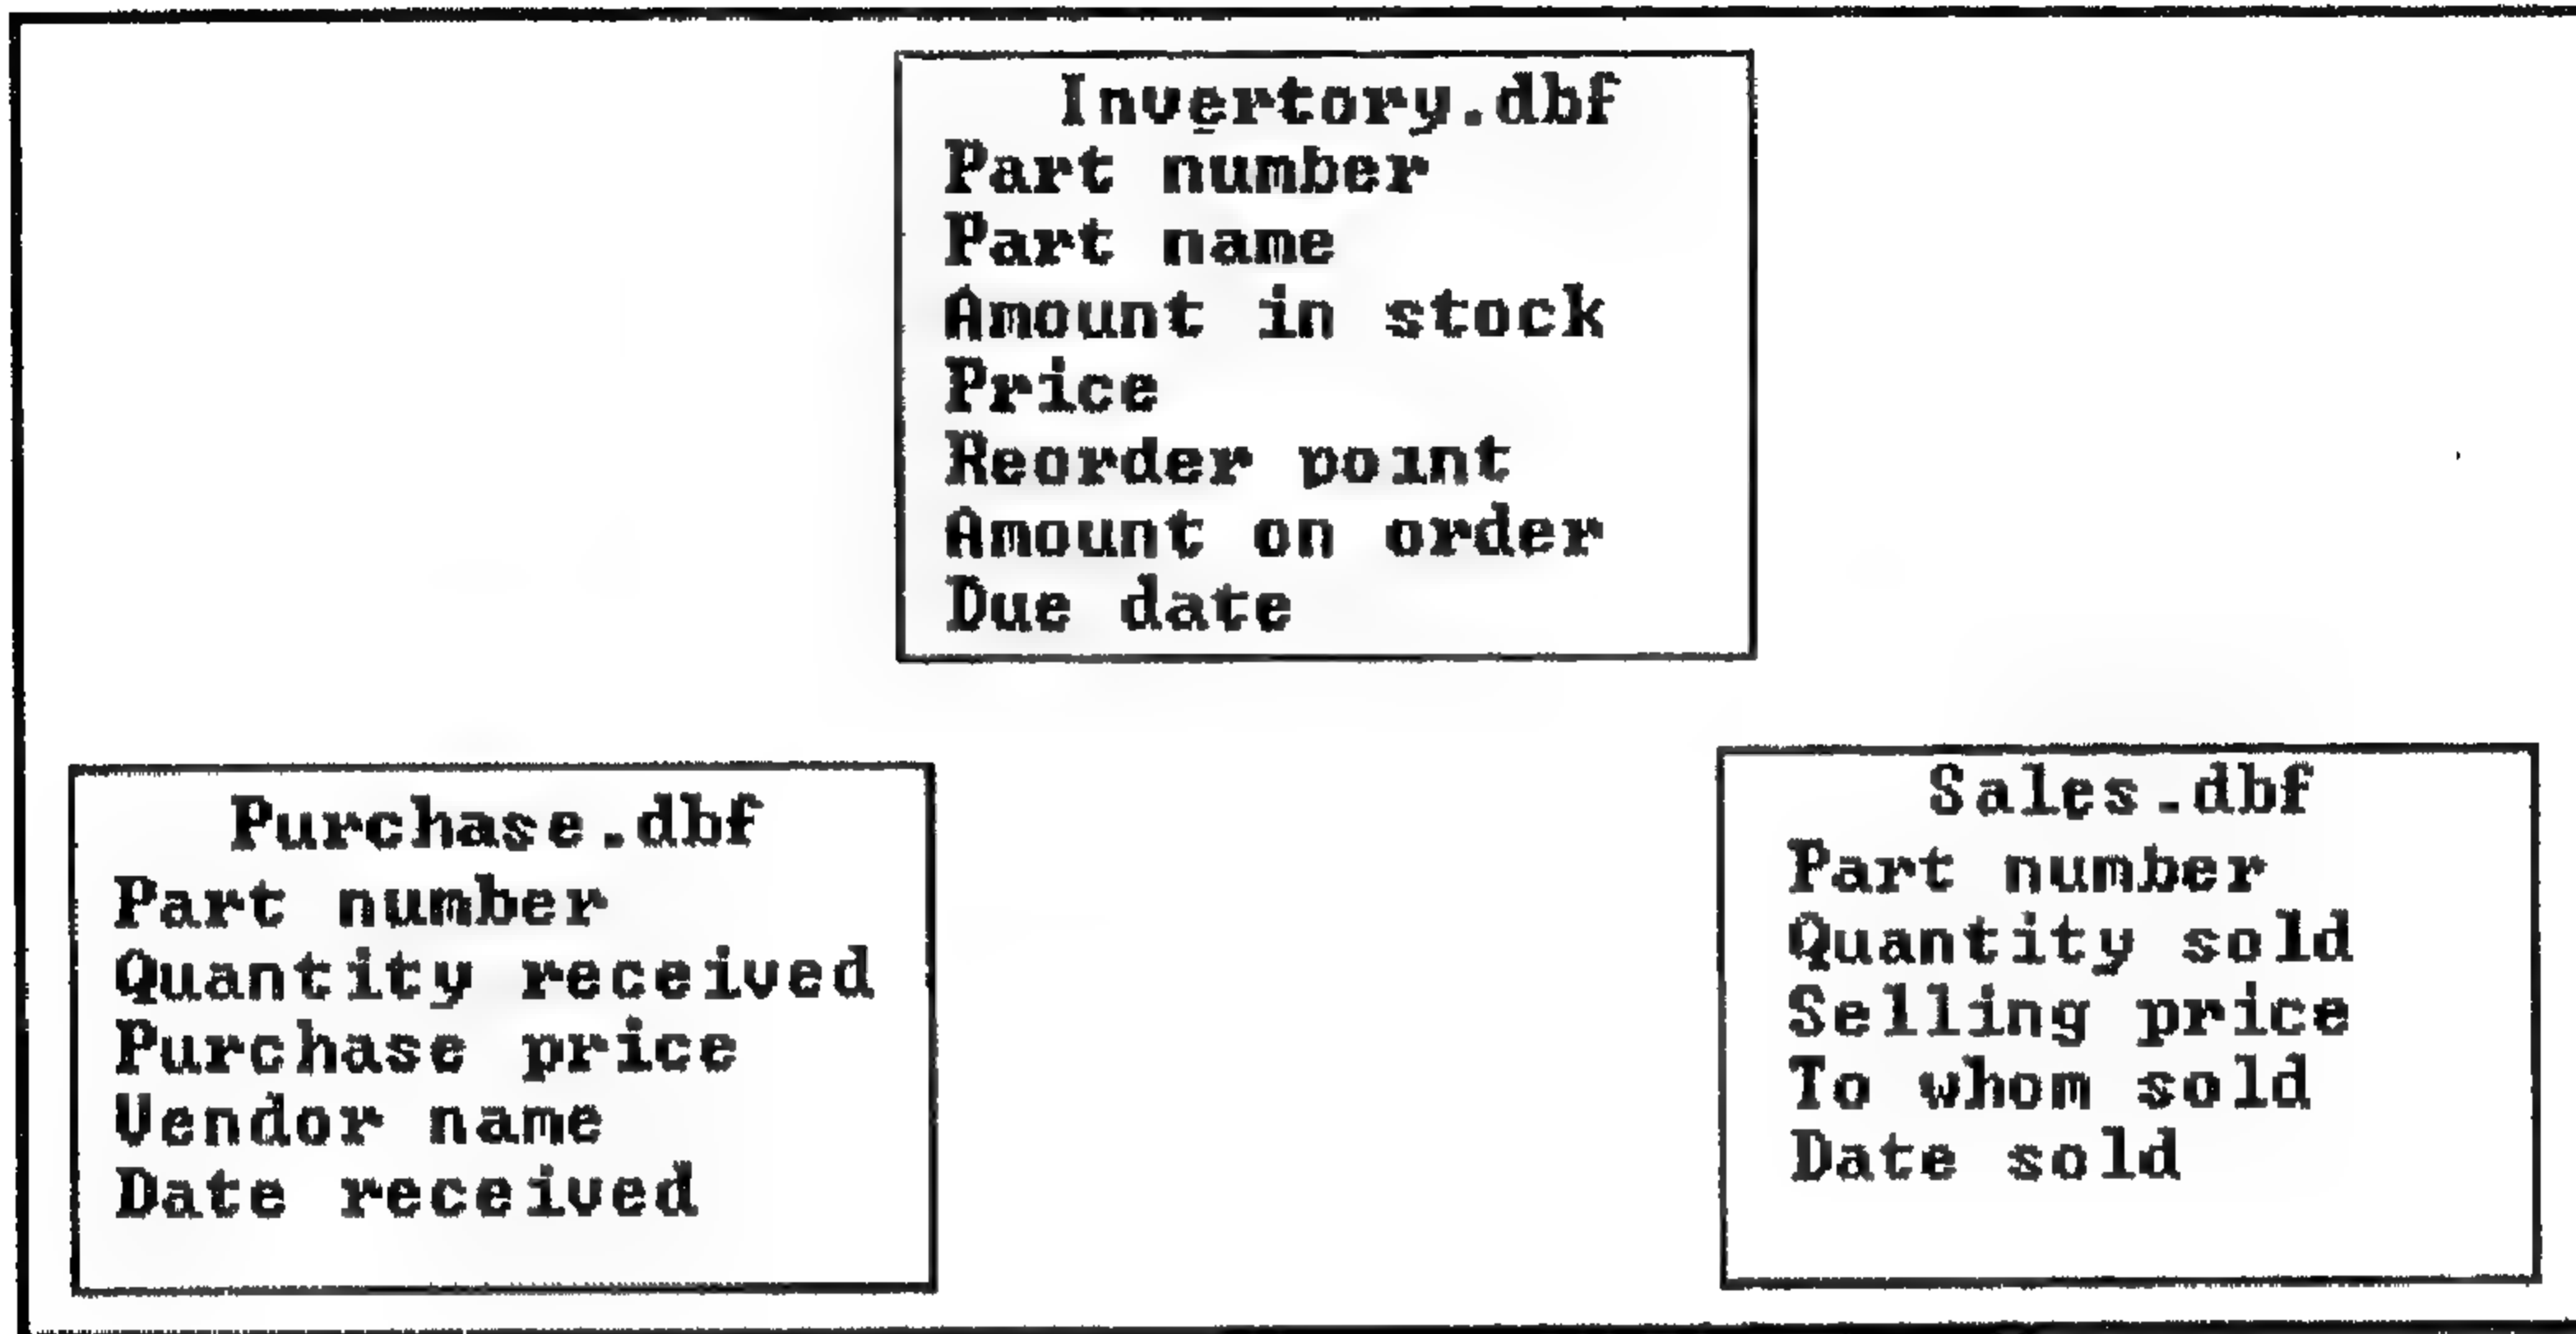 Invertory.dbf
Part number
Part name
Amount in stock
Price
Reorder point
Amount on order
Due date
Purchase.dbf
Part number
Quantity received
Purchase price
Vendor name
Date received
Sales.dbf
Part number
Quantity sold
Selling price
To whom sold
Date sold